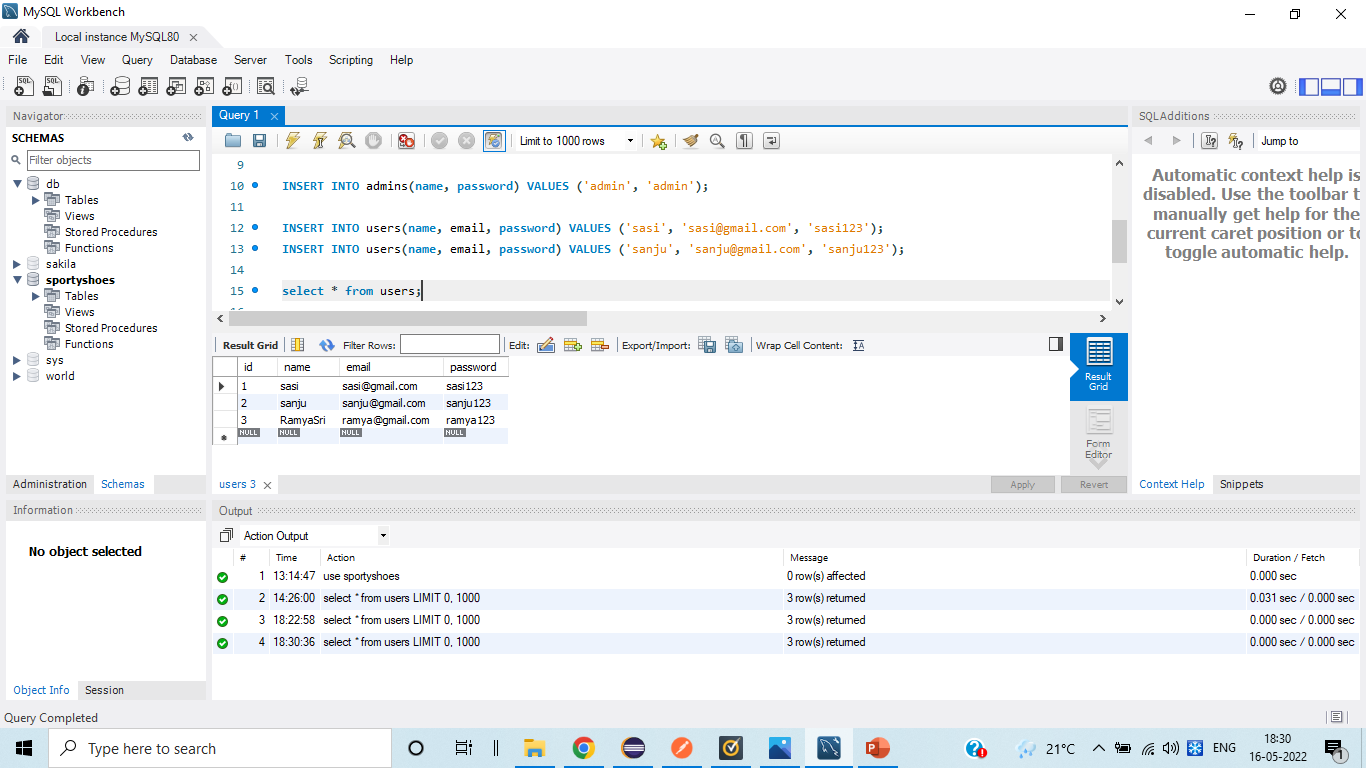 MySQL Workbench
Local instance MySQL80
File Edit View Query Database Server Tools Scripting Help
Navigator
SCHEMAS
Filter objects
db
Tables
Views
Stored Procedures
Functions
sakila
sportyshoes
Tables
Views
Stored Procedures
Functions
sys
world
Administration Schemas
Information
No object selected
Object Info Session
Query 1
Limit to 1000 rows
9
10 INSERT INTO admins(name, password) VALUES ('admin', 'admin');
11
12 INSERT INTO users(name, email, password) VALUES ('sasi', 'sasi@gmail.com', 'sasi123');
13 INSERT INTO users(name, email, password) VALUES ('sanju', 'sanju@gmail.com', 'sanju123');
14
15 select * from users;
Result Grid Filter Rows: Edit: Export/Import: Wrap Cell Content:
id name email password
1 sasi sasi@gmail.com sasi123
2 sanju sanju@gmail.com sanju123
3 RamyaSri ramya@gmail.com ramya123
NULL NULL NULL NULL
Result
Grid
Form
Editor
users 3
Apply Revert
SQLAdditions
Jump to
Automatic context help is
disabled. Use the toolbar t
manually get help for the
current caret position or to
toggle automatic help.
Context Help Snippets
Output
Action Output
# Time Action Message Duration / Fetch
1 13:14:47 use sportyshoes 0 row(s) affected 0.000 sec
2 14:26:00 select * from users LIMIT 0, 1000 3 row(s) returned 0.031 sec / 0.000 sec
3 18:22:58 select * from users LIMIT 0, 1000 3 row(s) returned 0.000 sec / 0.000 sec
4 18:30:36 select * from users LIMIT 0, 1000 3 row(s) returned 0.000 sec / 0.000 sec
Query Completed
Type here to search
21°C
ENG
18:30
16-05-2022
1